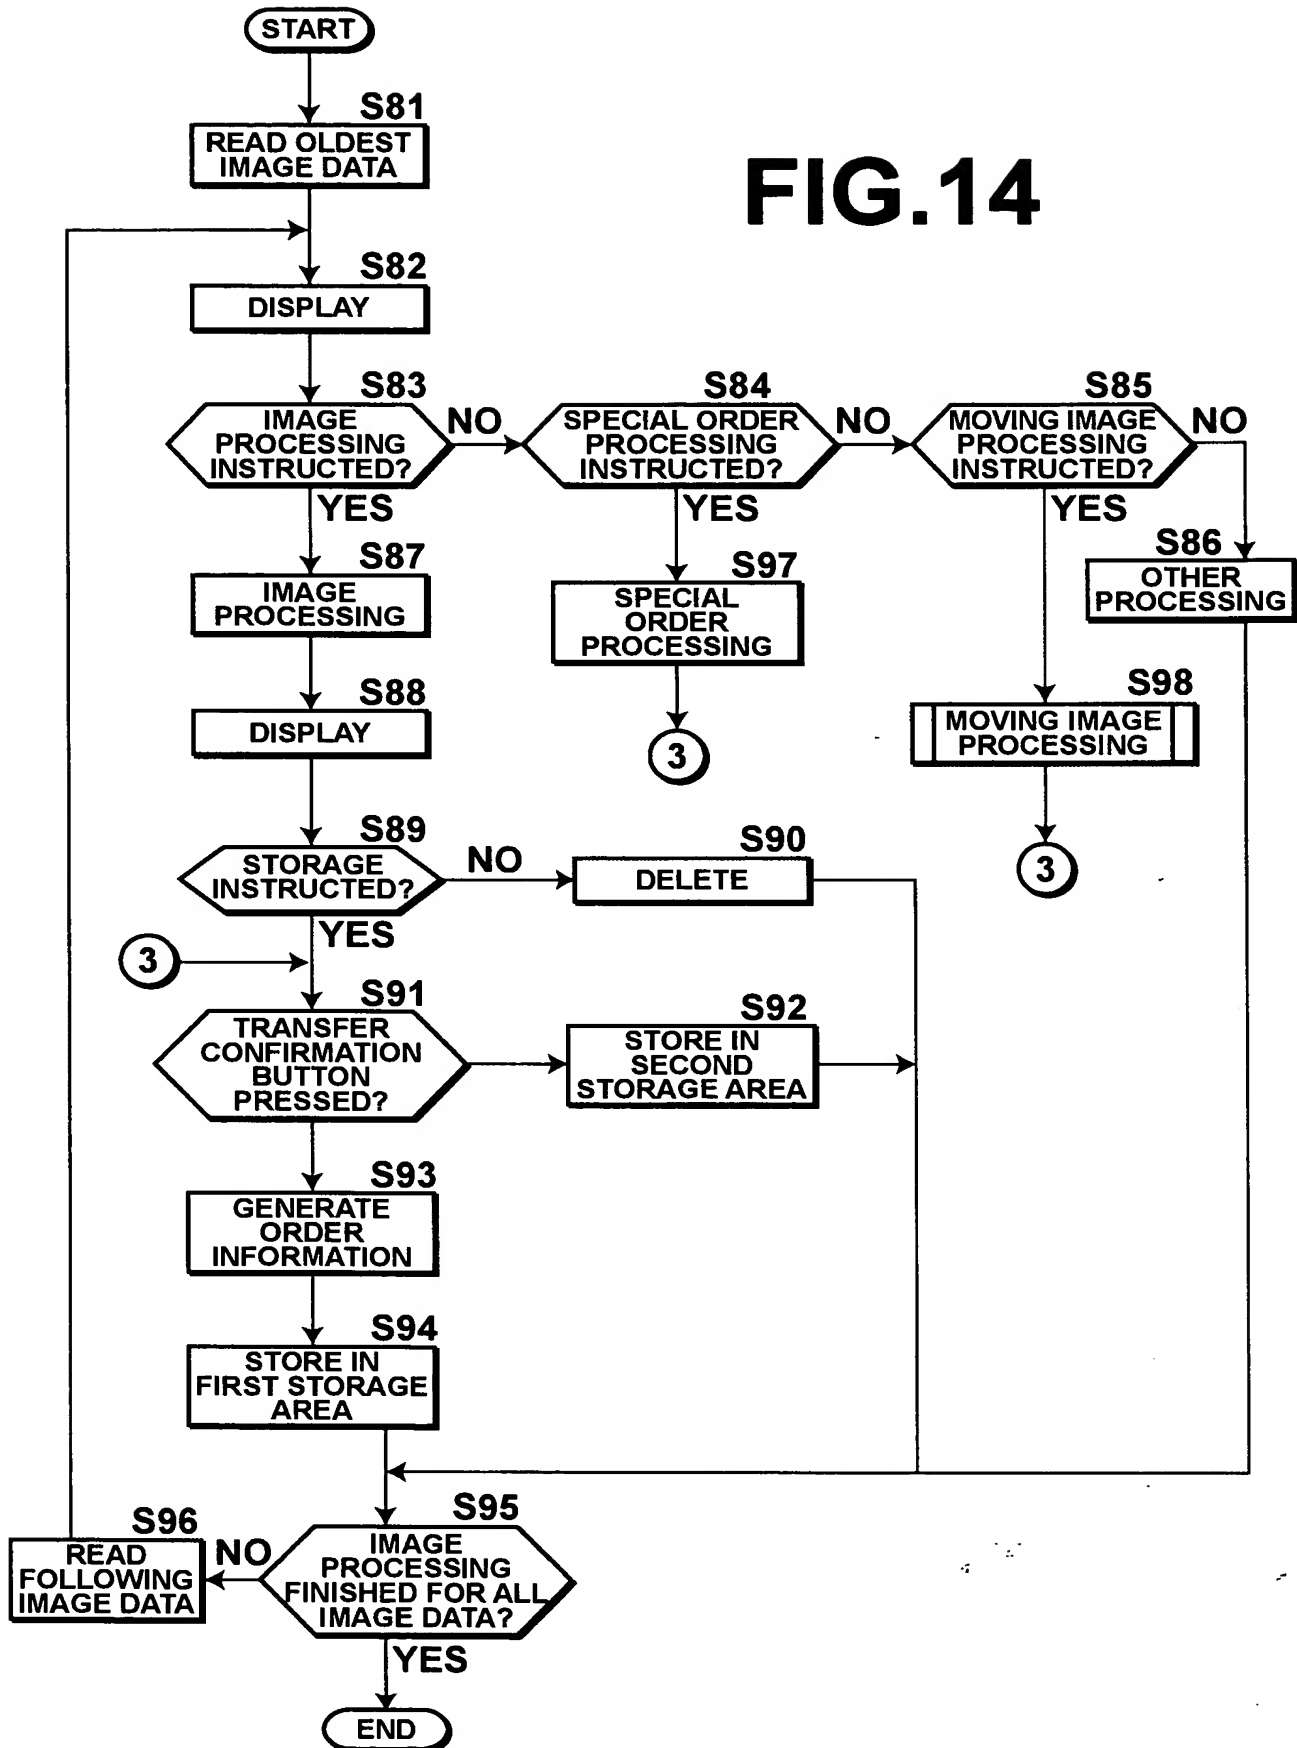 START
S81
READ OLDEST
IMAGE DATA
FIG.14
S82
DISPLAY
S83
IMAGE
PROCESSING
INSTRUCTED?
NO
YES
S84
SPECIAL ORDER
PROCESSING
INSTRUCTED?
NO
YES
S85
MOVING IMAGE
PROCESSING
INSTRUCTED?
NO
YES
S86
OTHER
PROCESSING
S87
IMAGE
PROCESSING
S97
SPECIAL
ORDER
PROCESSING
3
S98
MOVING IMAGE
PROCESSING
3
S88
DISPLAY
S89
STORAGE
INSTRUCTED?
NO
YES
S90
DELETE
3
S91
TRANSFER
CONFIRMATION
BUTTON
PRESSED?
S92
STORE IN
SECOND
STORAGE AREA
S93
GENERATE
ORDER
INFORMATION
S94
STORE IN
FIRST STORAGE
AREA
S95
IMAGE
PROCESSING
FINISHED FOR ALL
IMAGE DATA?
NO
YES
S96
READ
FOLLOWING
IMAGE DATA
END